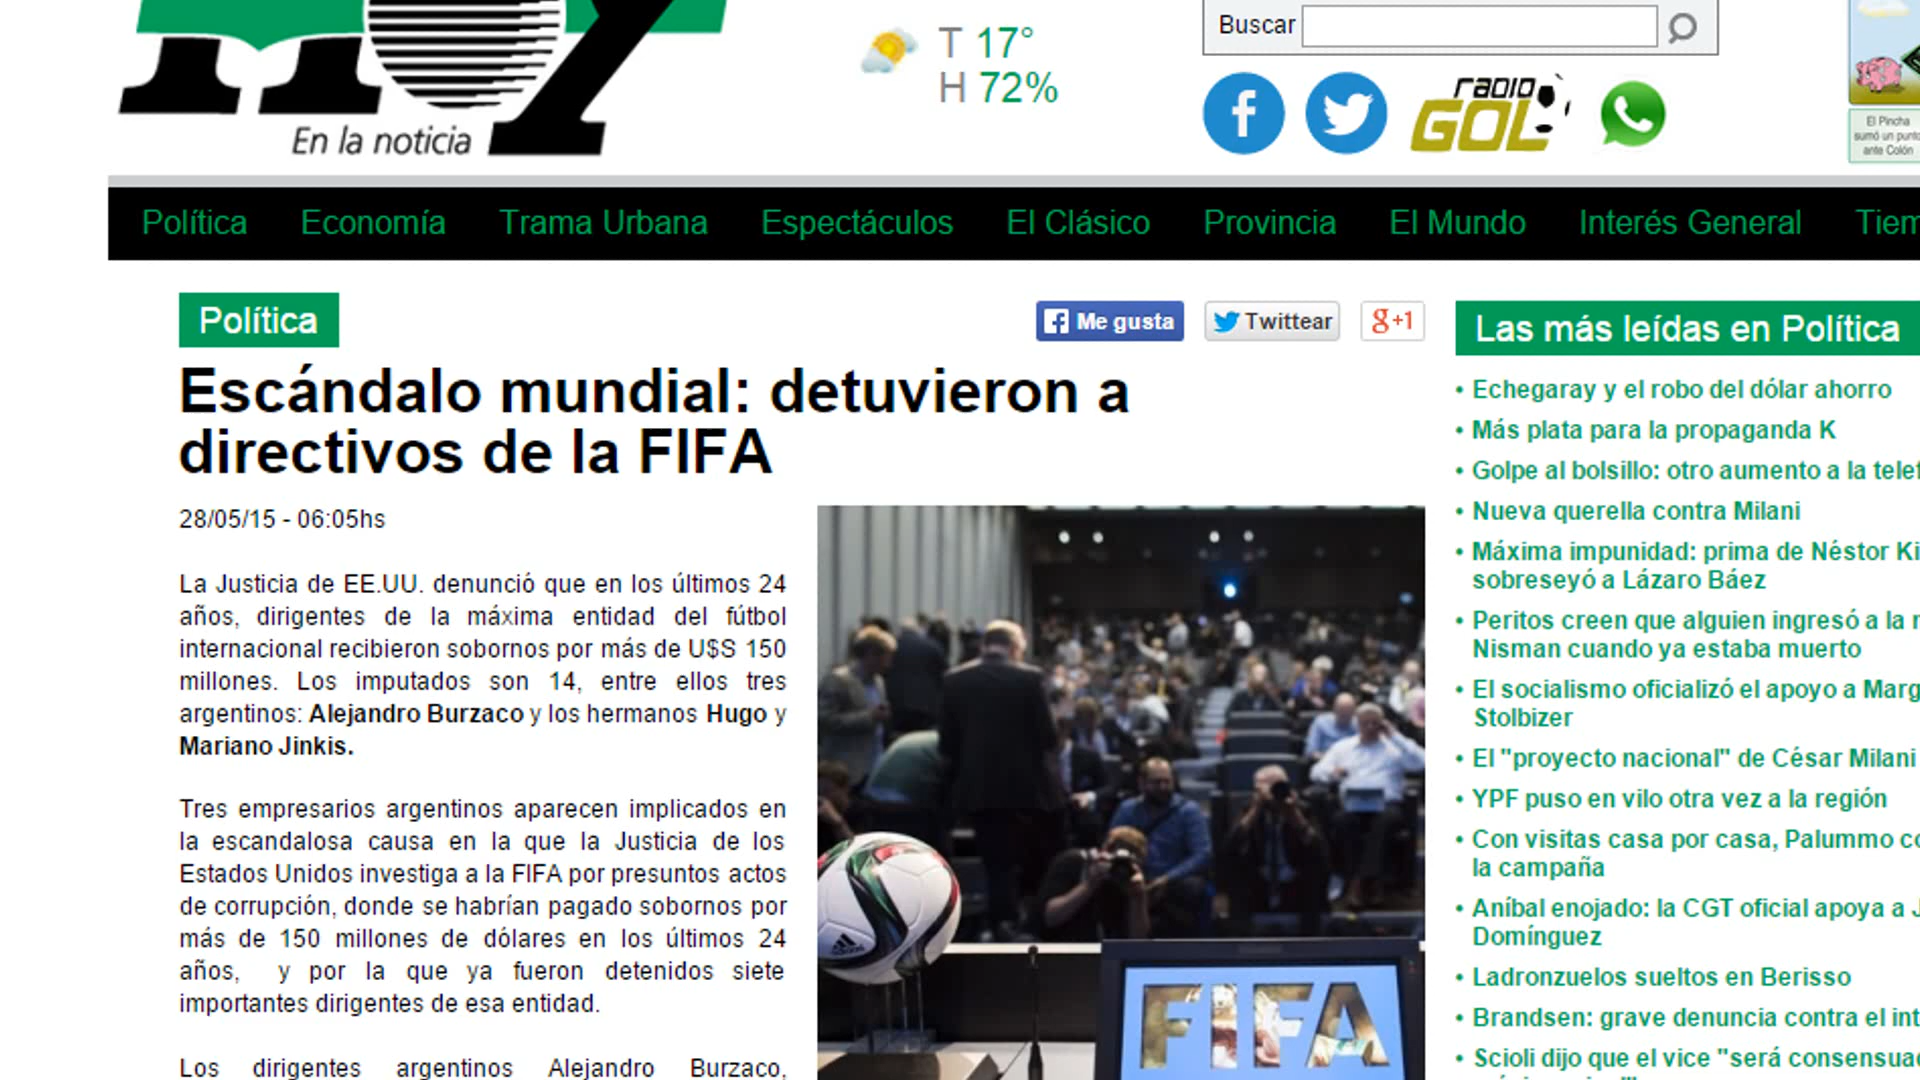 HOY
En la noticia
T 17°
H 72%
Buscar
radio
GOL
El Pincha
sumó un punto
ante Colón
Política Economía Trama Urbana Espectáculos El Clásico Provincia El Mundo Interés General Tiem
Política
Me gusta
Twittear
g+1
Escándalo mundial: detuvieron a
directivos de la FIFA
28/05/15 - 06:05hs
La Justicia de EE.UU. denunció que en los últimos 24
años, dirigentes de la máxima entidad del fútbol
internacional recibieron sobornos por más de U$S 150
millones. Los imputados son 14, entre ellos tres
argentinos: Alejandro Burzaco y los hermanos Hugo y
Mariano Jinkis.
Tres empresarios argentinos aparecen implicados en
la escandalosa causa en la que la Justicia de los
Estados Unidos investiga a la FIFA por presuntos actos
de corrupción, donde se habrían pagado sobornos por
más de 150 millones de dólares en los últimos 24
años, y por la que ya fueron detenidos siete
importantes dirigentes de esa entidad.
Los dirigentes argentinos Alejandro Burzaco,
adidas
FIFA
Las más leídas en Política
• Echegaray y el robo del dólar ahorro
• Más plata para la propaganda K
• Golpe al bolsillo: otro aumento a la telef
• Nueva querella contra Milani
• Máxima impunidad: prima de Néstor Ki
sobreseyó a Lázaro Báez
• Peritos creen que alguien ingresó a la
Nisman cuando ya estaba muerto
• El socialismo oficializó el apoyo a Marg
Stolbizer
• El "proyecto nacional" de César Milani
• YPF puso en vilo otra vez a la región
• Con visitas casa por casa, Palummo co
la campaña
• Aníbal enojado: la CGT oficial apoya a J
Domínguez
• Ladronzuelos sueltos en Berisso
• Brandsen: grave denuncia contra el int
• Scioli dijo que el vice "será consensuad